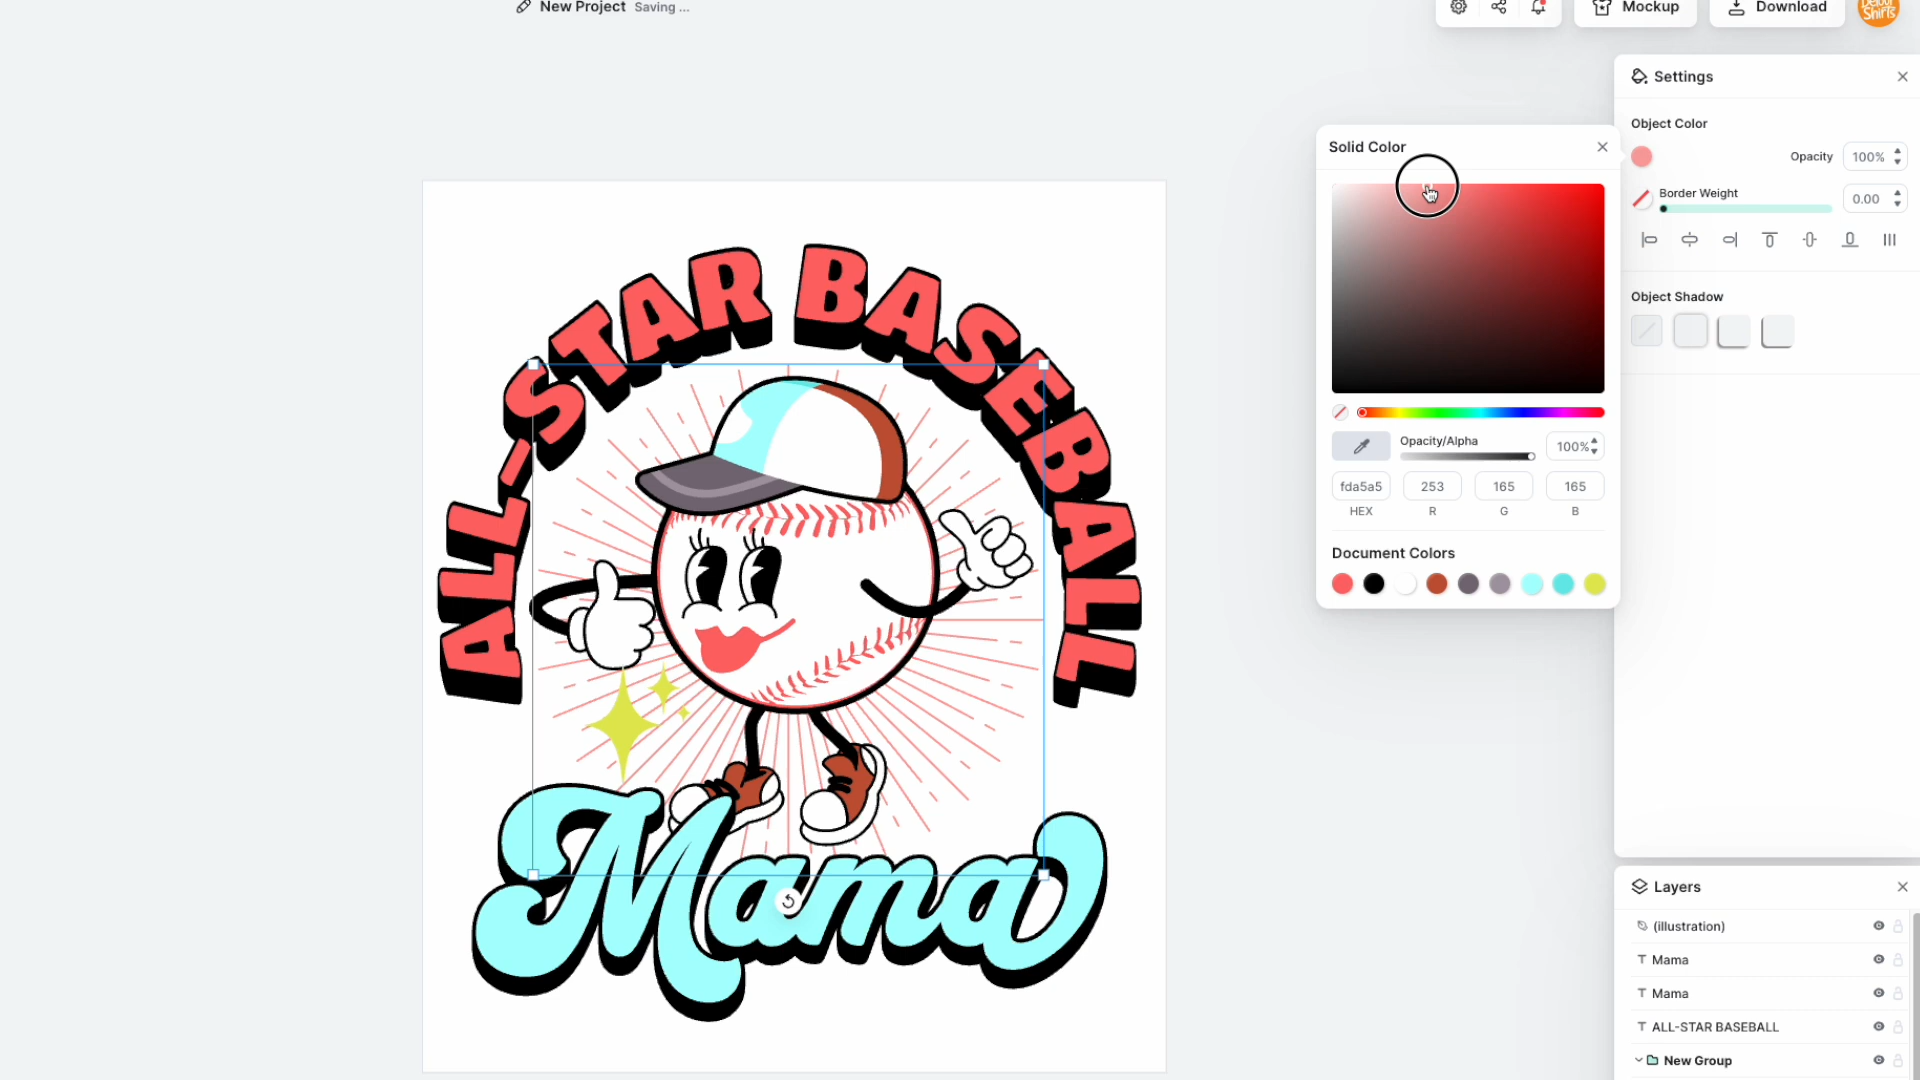 New Project Saving ...
Mockup
Download
Detour
Shirts
Settings
Object Color
Opacity 100%
Border Weight 0.00
Object Shadow
Solid Color
Opacity/Alpha 100%
fda5a5 253 165 165
HEX R G B
Document Colors
ALL-STAR BASEBALL
Mama
Layers
(illustration)
T Mama
T Mama
T ALL-STAR BASEBALL
New Group